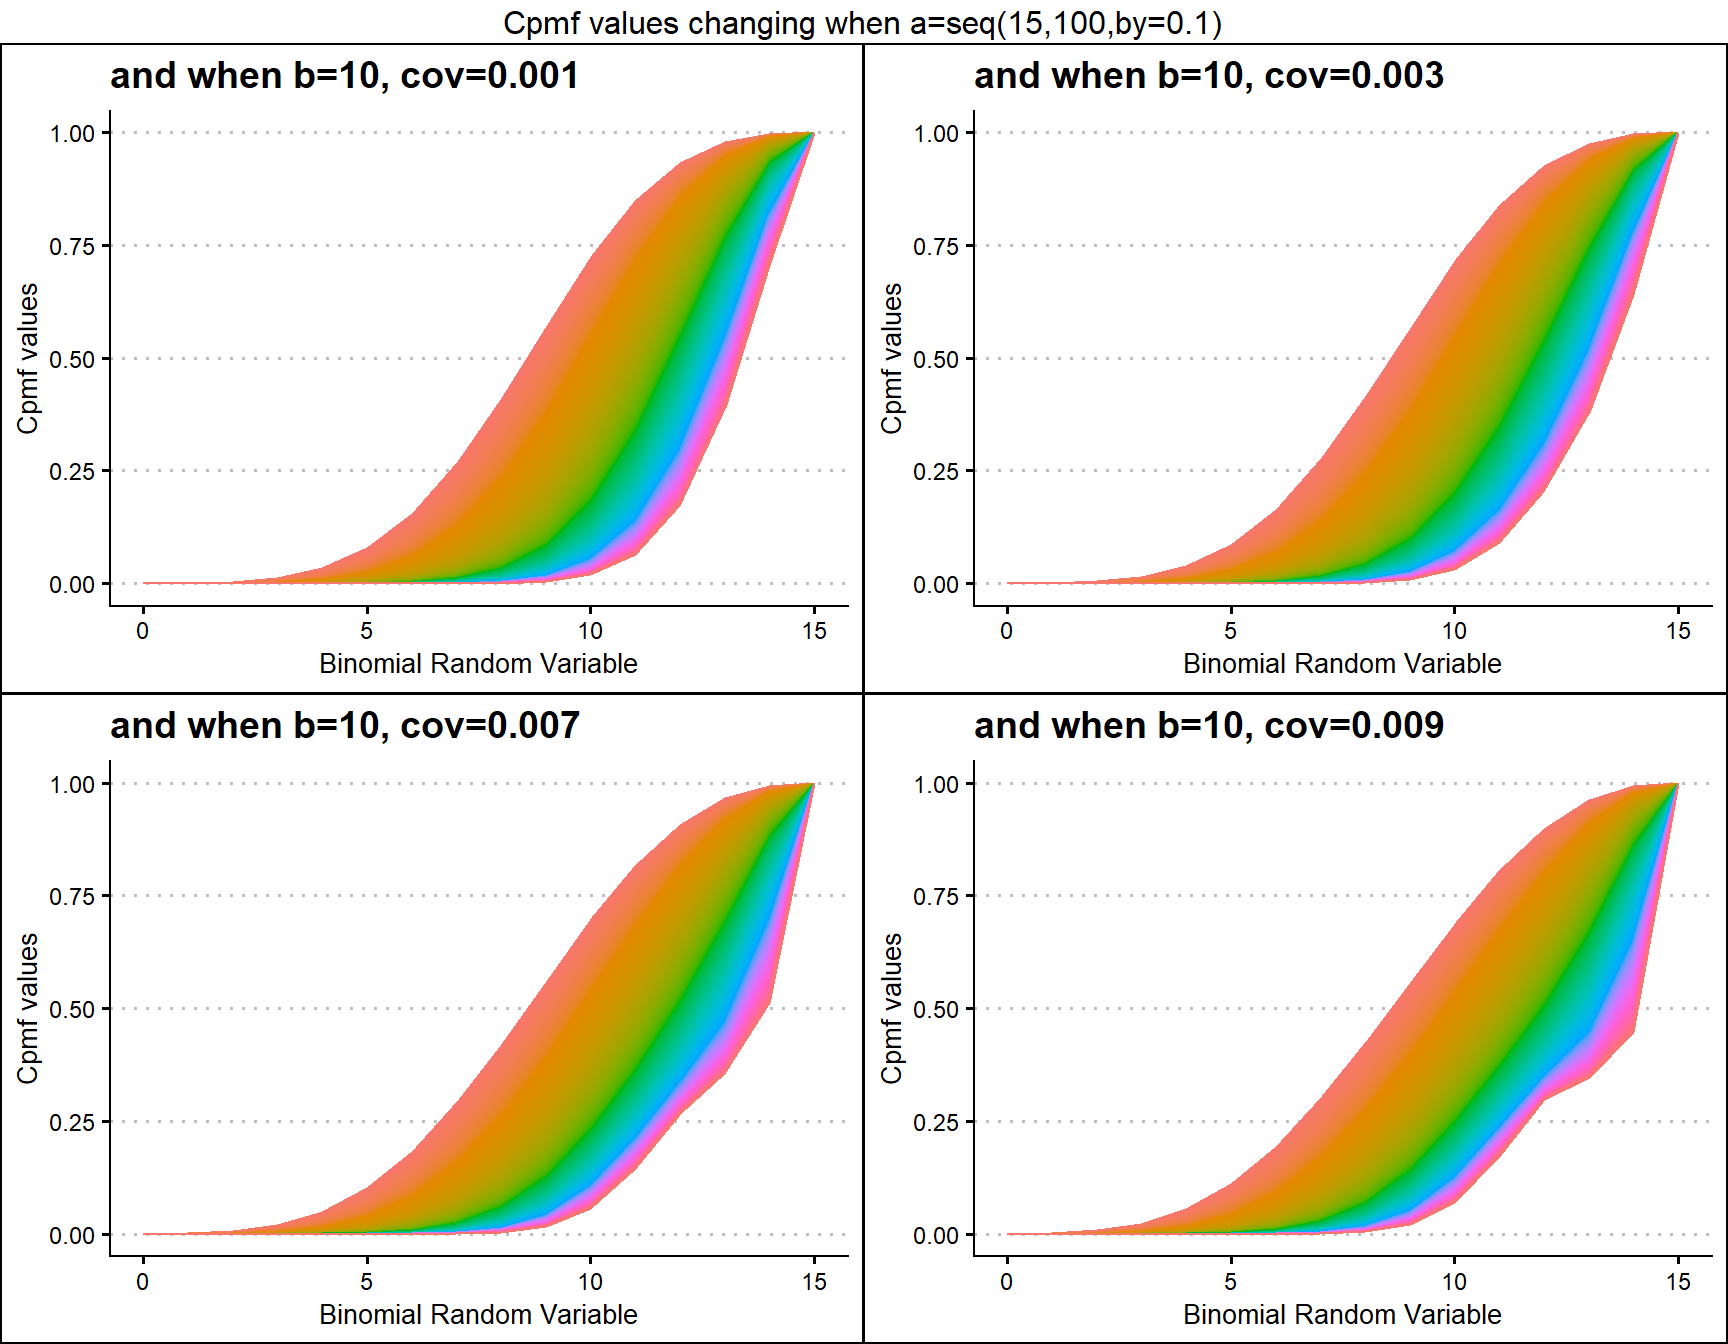 Cpmf values changing when a=seq(15,100,by=0.1)
and when b=10, cov=0.001
1.00
0.75
0.50
0.25
0.00
Cpmf values
0 5 10 15
Binomial Random Variable
and when b=10, cov=0.003
1.00
0.75
0.50
0.25
0.00
Cpmf values
0 5 10 15
Binomial Random Variable
and when b=10, cov=0.007
1.00
0.75
0.50
0.25
0.00
Cpmf values
0 5 10 15
Binomial Random Variable
and when b=10, cov=0.009
1.00
0.75
0.50
0.25
0.00
Cpmf values
0 5 10 15
Binomial Random Variable